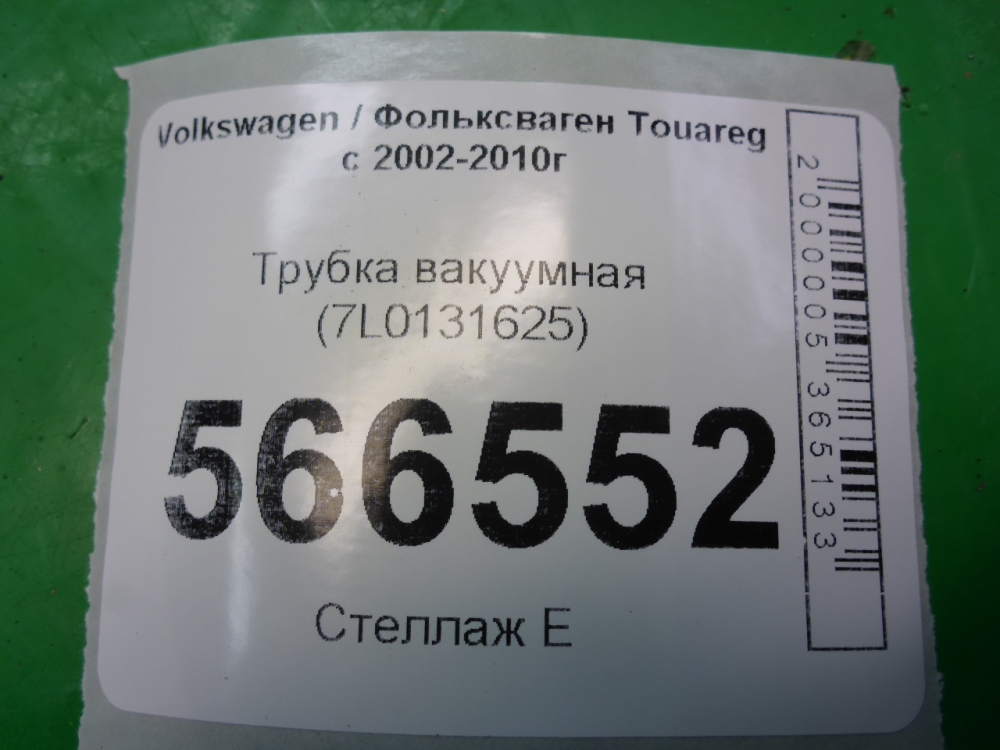 Volkswagen / Фольксваген Touareg
с 2002-2010г
Трубка вакуумная
(7L0131625)
566552
Стеллаж Е
2000005365133